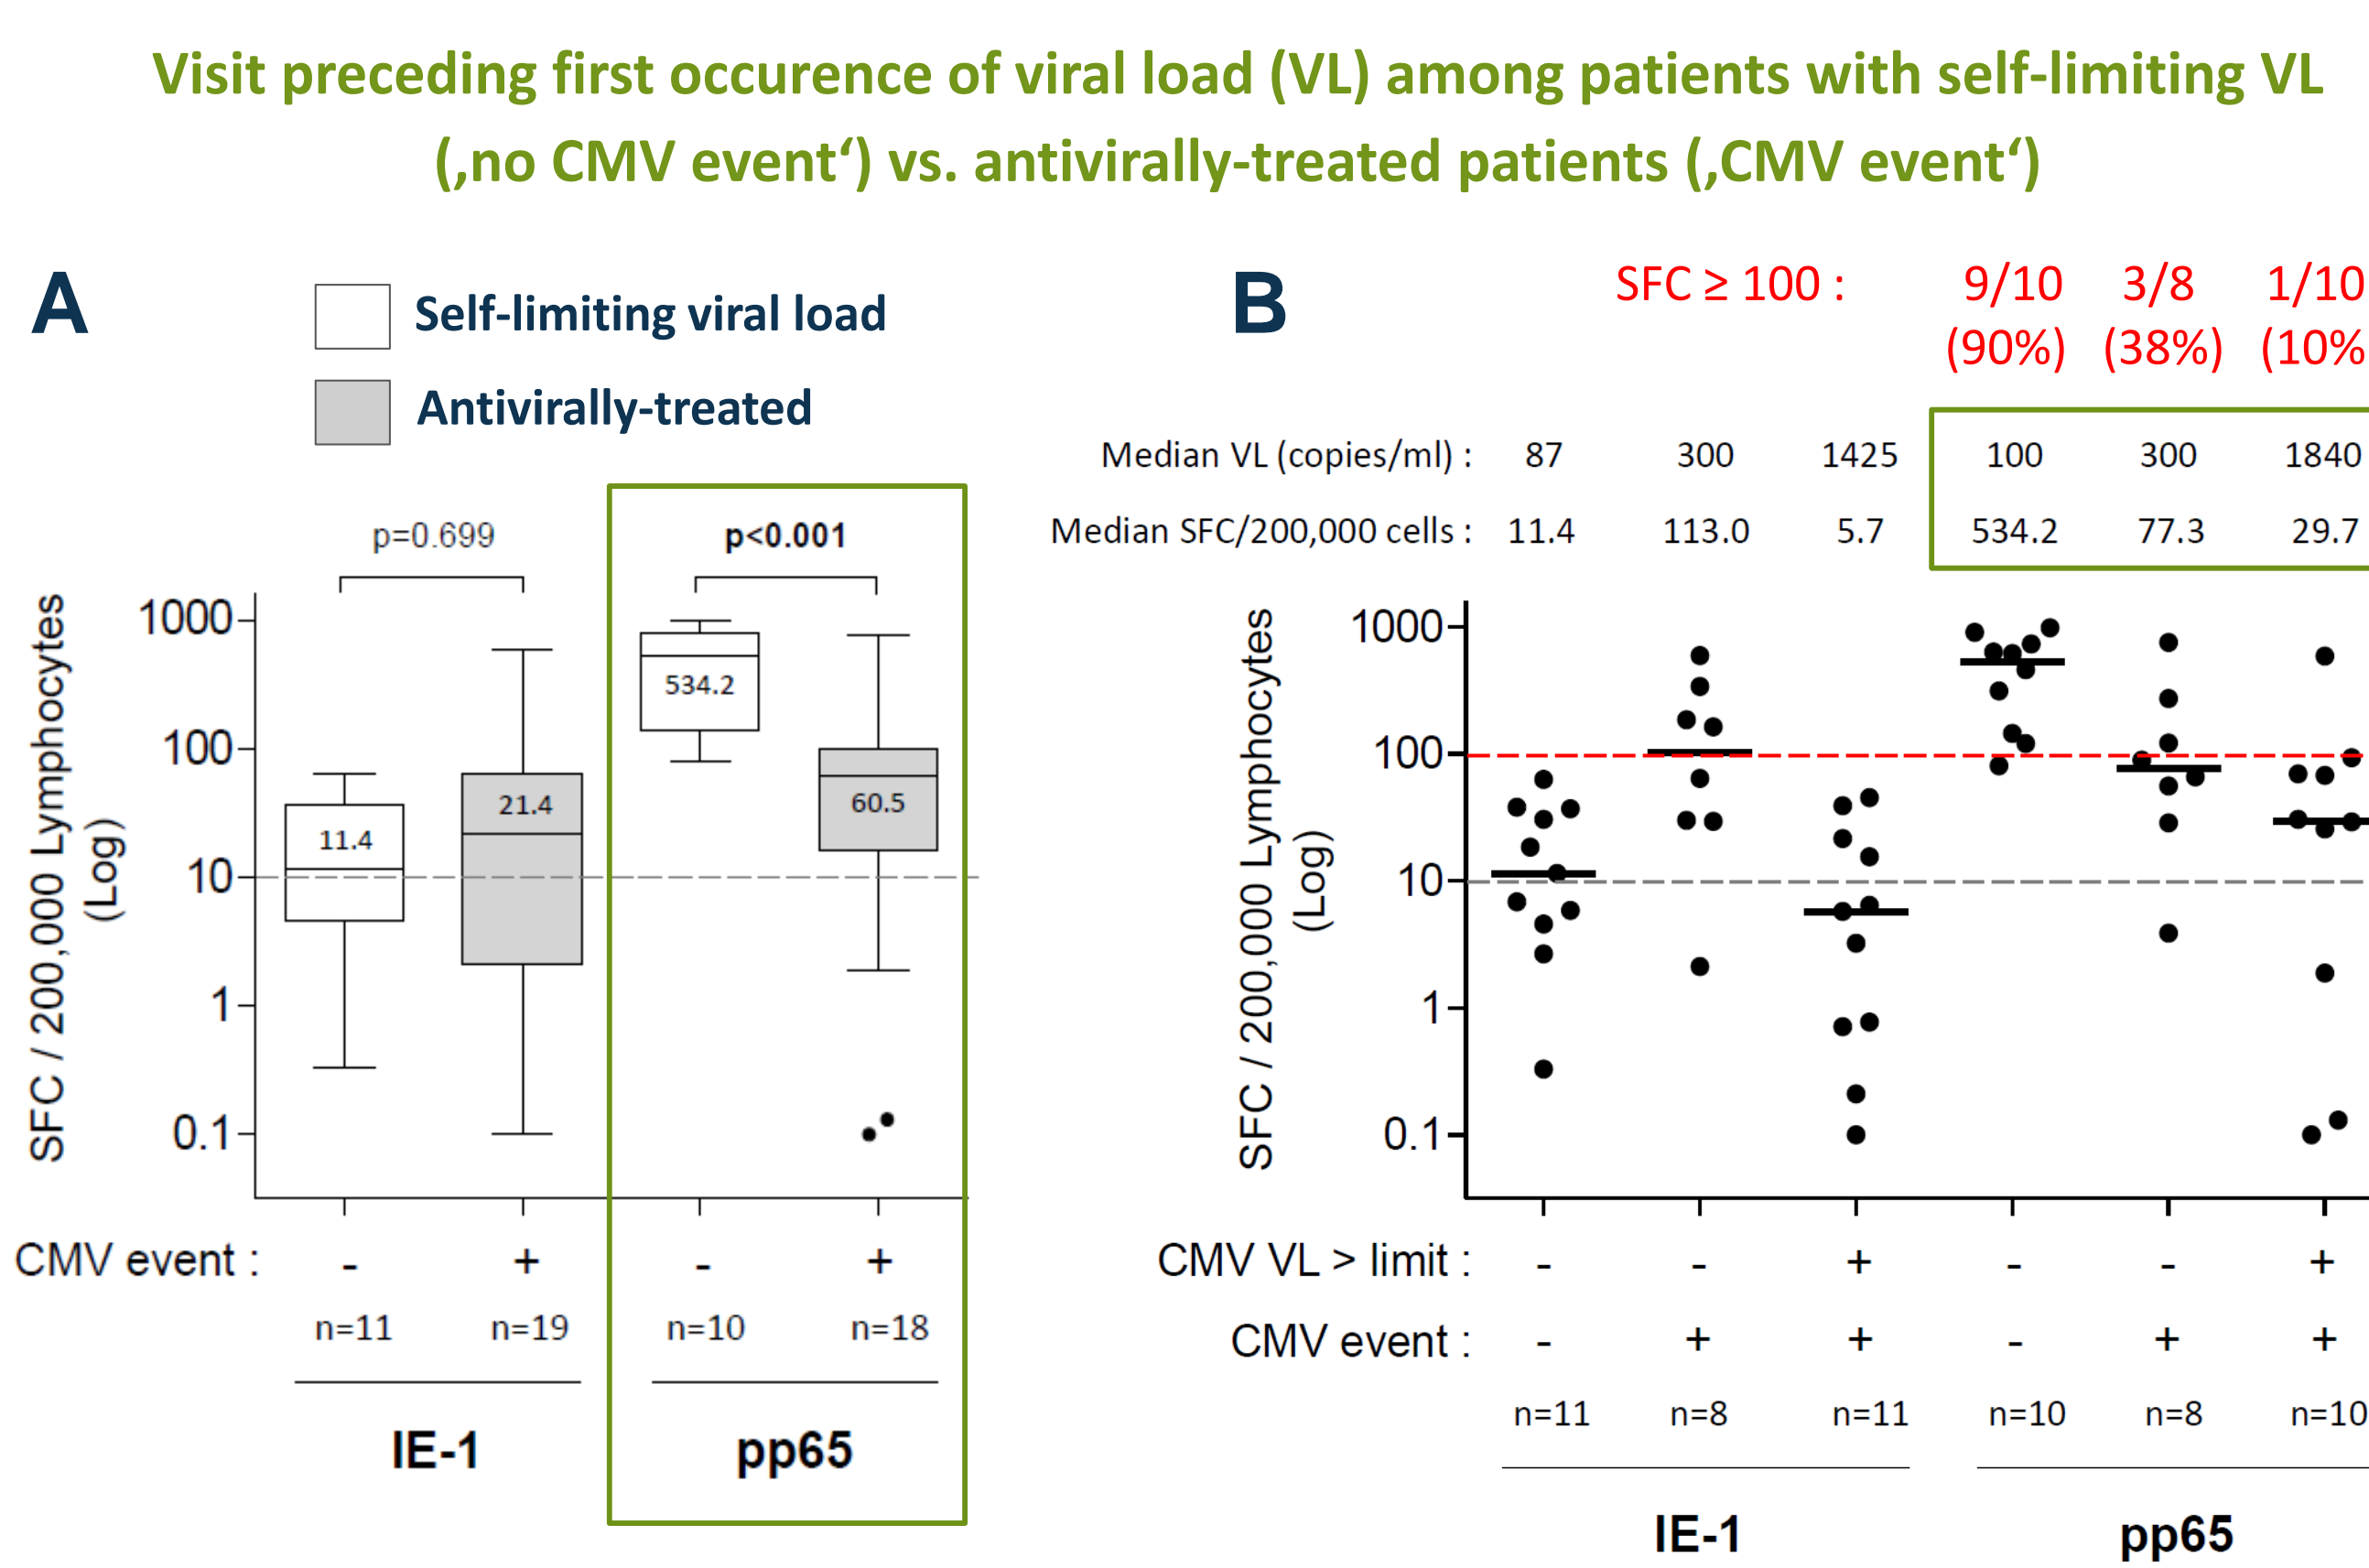 Visit preceding first occurence of viral load (VL) among patients with self-limiting VL
(‚no CMV event‘) vs. antivirally-treated patients (‚CMV event‘)
A
Self-limiting viral load
Antivirally-treated
p=0.699
p<0.001
SFC / 200,000 Lymphocytes
(Log)
1000
100
10
1
0.1
11.4
21.4
534.2
60.5
CMV event : - + - +
n=11 n=19 n=10 n=18
IE-1 pp65
B
SFC ≥ 100 : 9/10 3/8 1/10
(90%) (38%) (10%
Median VL (copies/ml) : 87 300 1425 100 300 1840
Median SFC/200,000 cells : 11.4 113.0 5.7 534.2 77.3 29.7
SFC / 200,000 Lymphocytes
(Log)
1000
100
10
1
0.1
CMV VL > limit : - - + - - +
CMV event : - + + - + +
n=11 n=8 n=11 n=10 n=8 n=10
IE-1 pp65